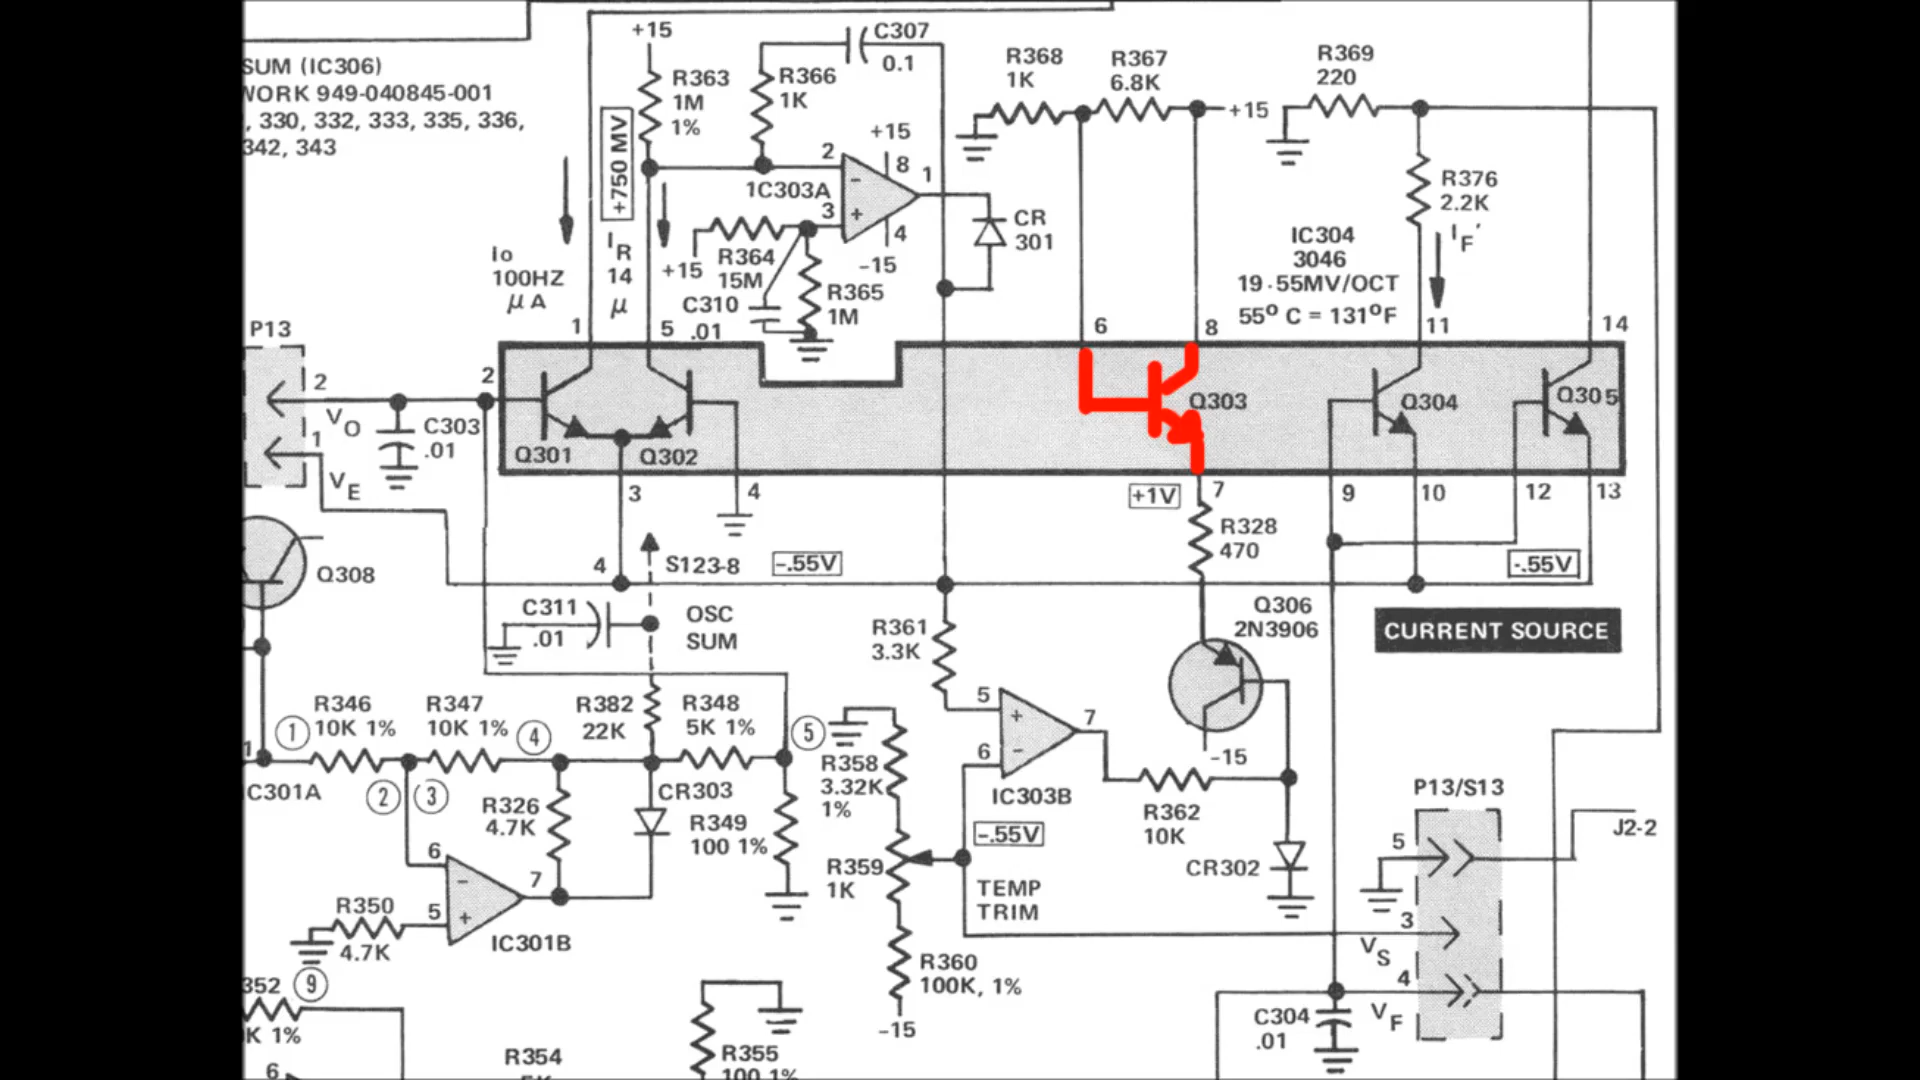 SUM (IC306)
WORK 949-040845-001
, 330, 332, 333, 335, 336,
342, 343
+15
R363
1M
1%
R366
1K
C307
0.1
R368
1K
R367
6.8K
+15
R369
220
+750 MV
+15
2
8
1
1C303A
3
4
-15
CR
301
R364
15M
+15
R365
1M
C310
.01
Io
100HZ
μA
I R
14
μ
R376
2.2K
I F'
IC304
3046
19.55MV/OCT
55° C = 131°F
P13
2
1
VO
VE
C303
.01
1
5
2
6
8
11
14
Q301
Q302
Q303
Q304
Q305
3
4
+1V
7
9
10
12
13
R328
470
-.55V
Q308
4
S123-8
-.55V
C311
.01
OSC
SUM
R361
3.3K
Q306
2N3906
CURRENT SOURCE
1
1
R346
10K 1%
R347
10K 1%
4
R382
22K
R348
5K 1%
5
5
7
6
-15
C301A
2
3
R326
4.7K
CR303
R349
100 1%
R358
3.32K
1%
IC303B
R362
10K
P13/S13
-.55V
CR302
5
J2-2
6
7
5
R359
1K
TEMP
TRIM
R350
4.7K
IC301B
3
VS
R360
100K, 1%
4
VF
352
9
K 1%
-15
C304
.01
R354
R355
100 1%
6